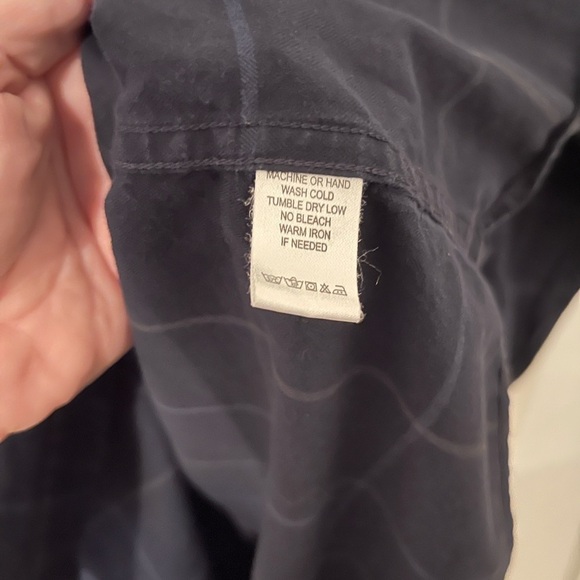 MACHINE OR HAND
WASH COLD
TUMBLE DRY LOW
NO BLEACH
WARM IRON
IF NEEDED